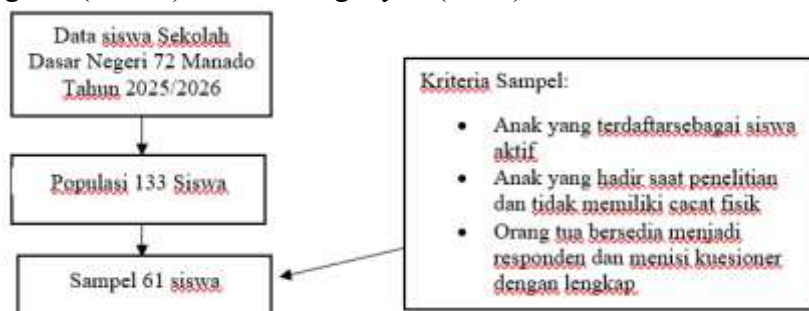 Data siswa Sekolah
Dasar Negeri 72 Manado
Tahun 2025/2026
Populasi 133 Siswa
Sampel 61 siswa
Kriteria Sampel:
• Anak yang terdaftarsebagai siswa
aktif
• Anak yang hadir saat penelitian
dan tidak memiliki cacat fisik
• Orang tua bersedia menjadi
responden dan menisi kuesioner
dengan lengkap